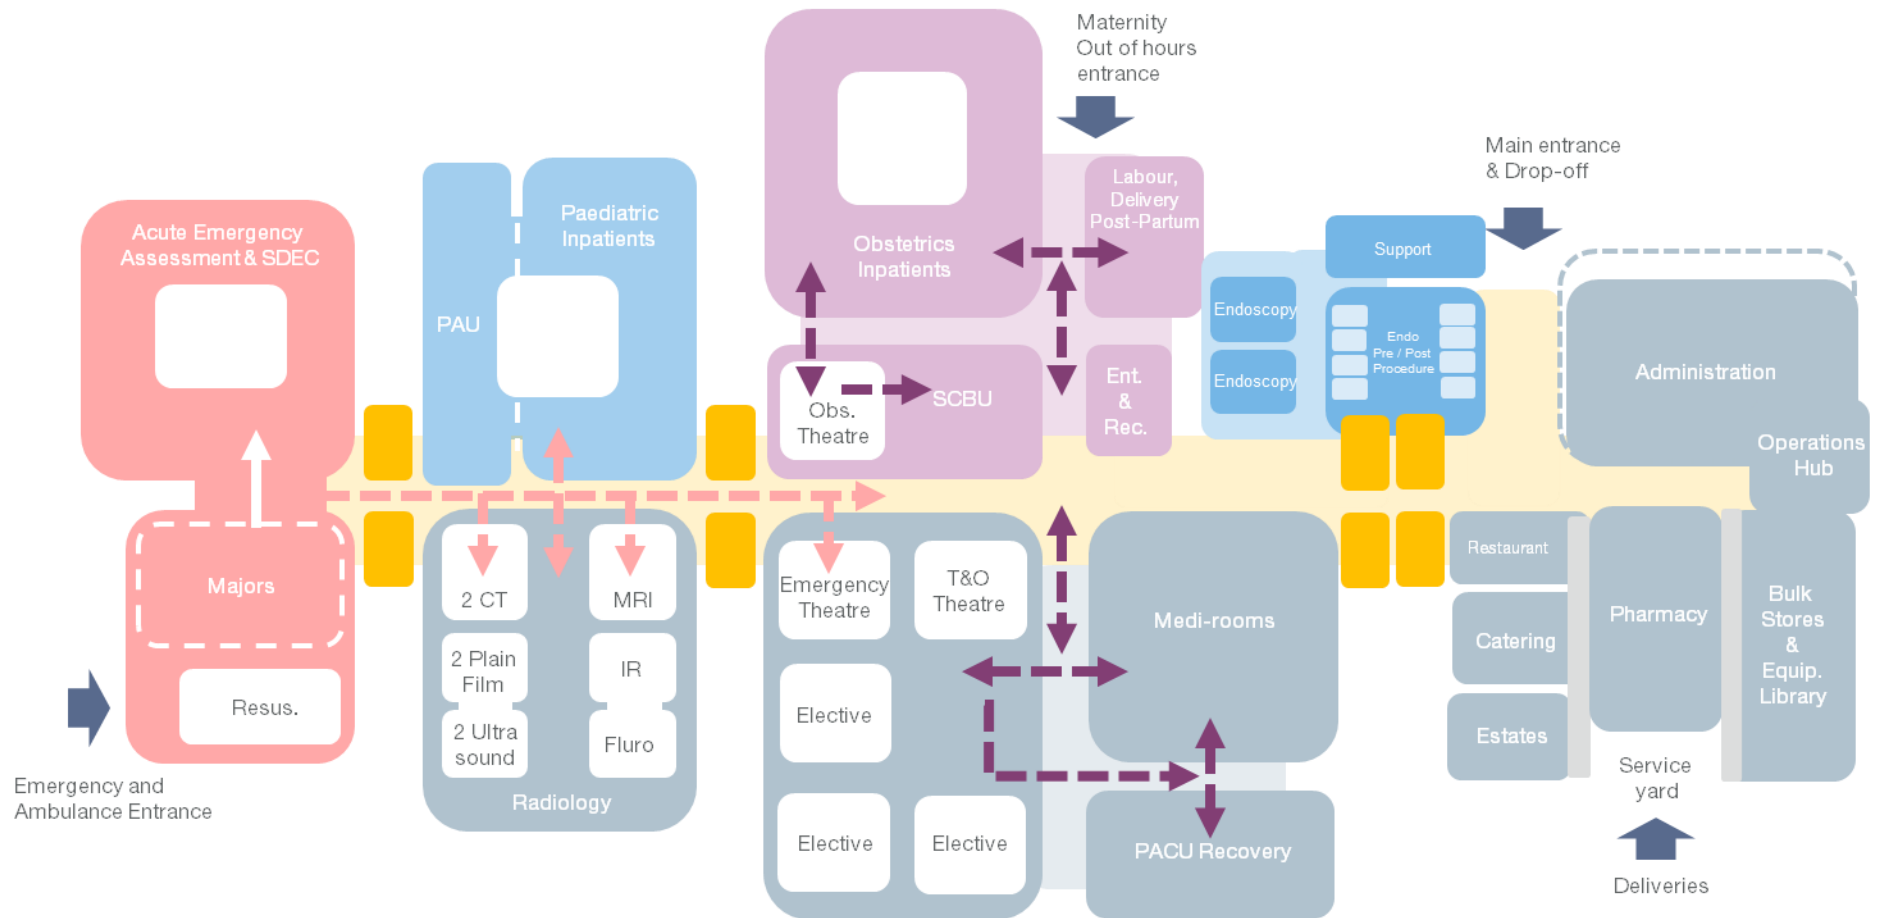 Maternity
Out of hours
entrance
Main entrance
& Drop-off
Acute Emergency
Assessment & SDEC
PAU
Paediatric
Inpatients
Obstetrics
Inpatients
Labour,
Delivery
Post-Partum
Support
Endoscopy
Endoscopy
Endo
Pre / Post
Procedure
Administration
Operations
Hub
Obs.
Theatre
SCBU
Ent.
&
Rec.
Majors
Resus.
Emergency and
Ambulance Entrance
2 CT
MRI
2 Plain
Film
IR
2 Ultra
sound
Fluro
Radiology
Emergency
Theatre
T&O
Theatre
Elective
Elective
Elective
Medi-rooms
PACU Recovery
Restaurant
Catering
Estates
Pharmacy
Bulk
Stores
&
Equip.
Library
Service
yard
Deliveries